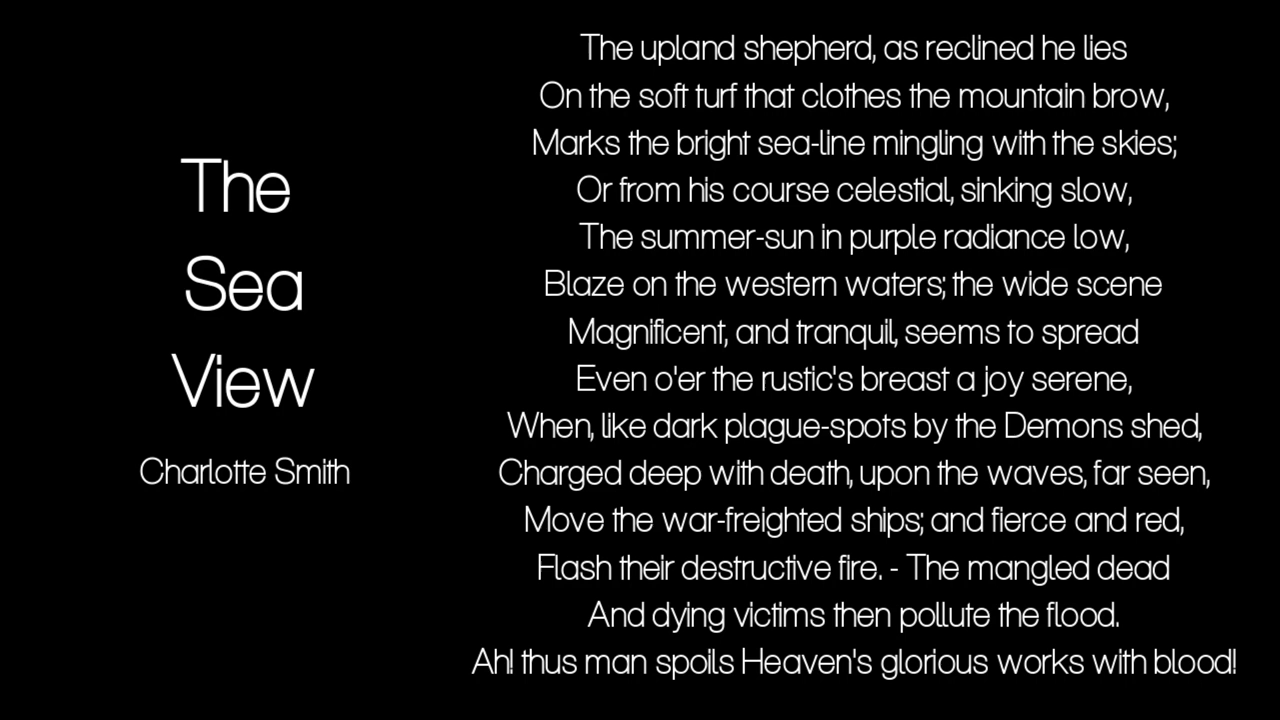 The
Sea
View
Charlotte Smith
The upland shepherd, as reclined he lies
On the soft turf that clothes the mountain brow,
Marks the bright sea-line mingling with the skies;
Or from his course celestial, sinking slow,
The summer-sun in purple radiance low,
Blaze on the western waters; the wide scene
Magnificent, and tranquil, seems to spread
Even o'er the rustic's breast a joy serene,
When, like dark plague-spots by the Demons shed,
Charged deep with death, upon the waves, far seen,
Move the war-freighted ships; and fierce and red,
Flash their destructive fire. - The mangled dead
And dying victims then pollute the flood.
Ah! thus man spoils Heaven's glorious works with blood!